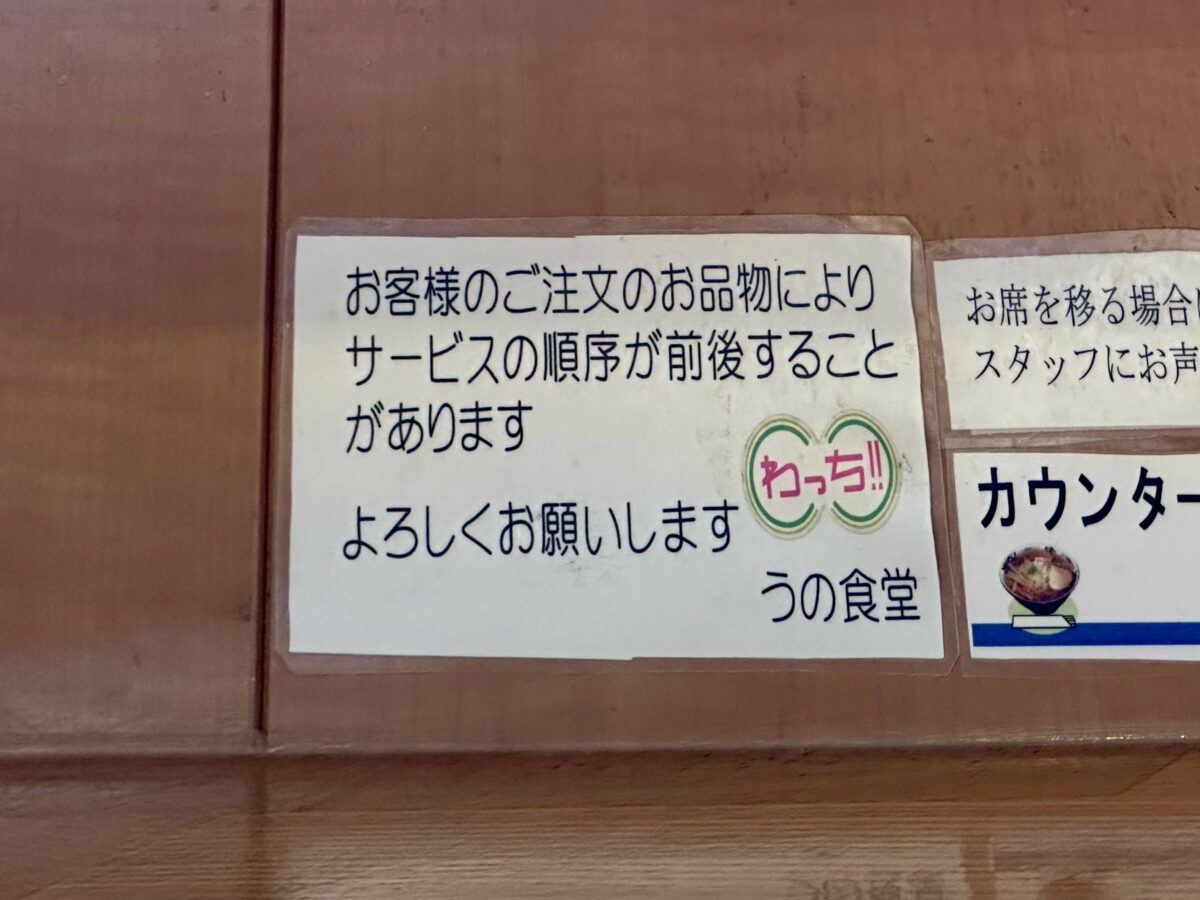 お客様のご注文のお品物により
サービスの順序が前後すること
があります
わっち!!
よろしくお願いします
うの食堂
お席を移る場合
スタッフにお声
カウンター